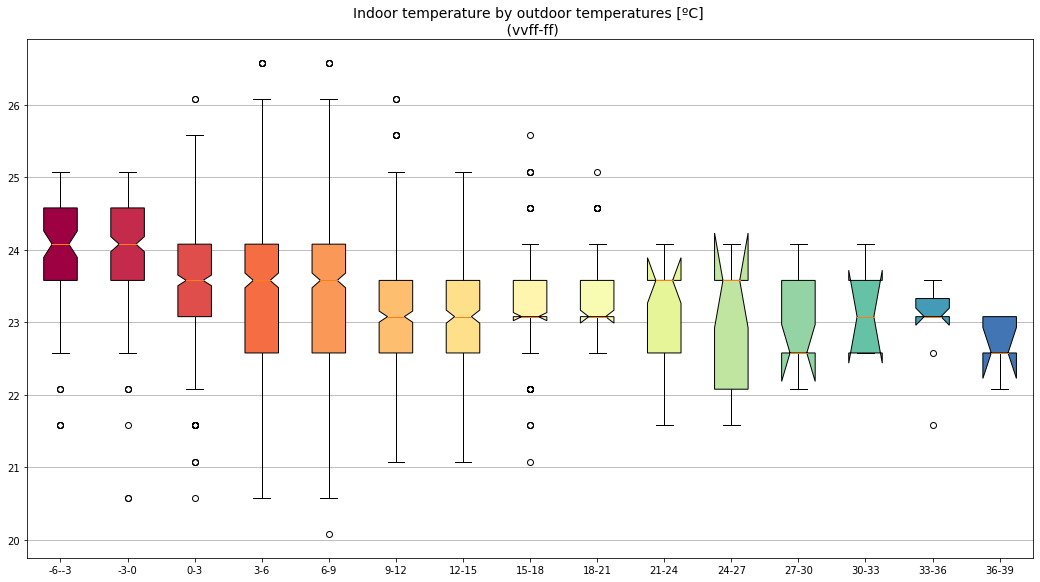 Indoor temperature by outdoor temperatures [ºC]
(vvff-ff)
26
25
24
23
22
21
20
-6--3 -3-0 0-3 3-6 6-9 9-12 12-15 15-18 18-21 21-24 24-27 27-30 30-33 33-36 36-39